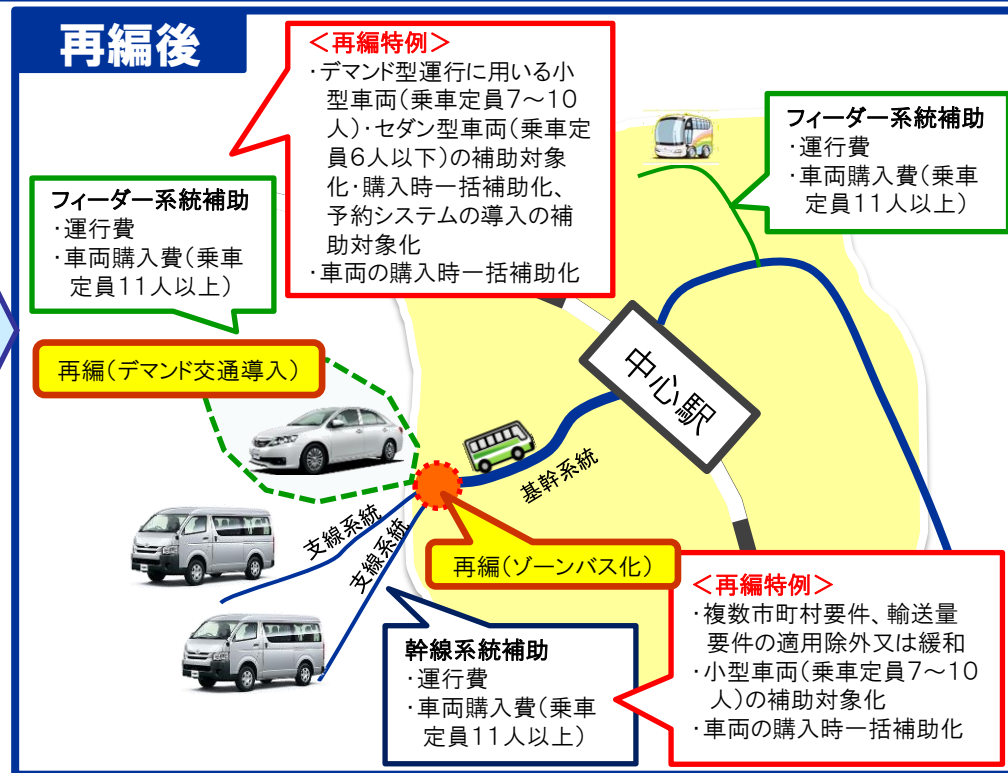 再編後
＜再編特例＞
･デマンド型運行に用いる小
型車両(乗車定員7～10
人)･セダン型車両(乗車定
員6人以下)の補助対象
化･購入時一括補助化、
予約システムの導入の補
助対象化
･車両の購入時一括補助化
フィーダー系統補助
･運行費
･車両購入費(乗車
定員11人以上)
フィーダー系統補助
･運行費
･車両購入費(乗車
定員11人以上)
再編(デマンド交通導入)
中心駅
基幹系統
支線系統
支線系統
再編(ゾーンバス化)
幹線系統補助
･運行費
･車両購入費(乗車
定員11人以上)
＜再編特例＞
･複数市町村要件、輸送量
要件の適用除外又は緩和
･小型車両(乗車定員7～10
人)の補助対象化
･車両の購入時一括補助化